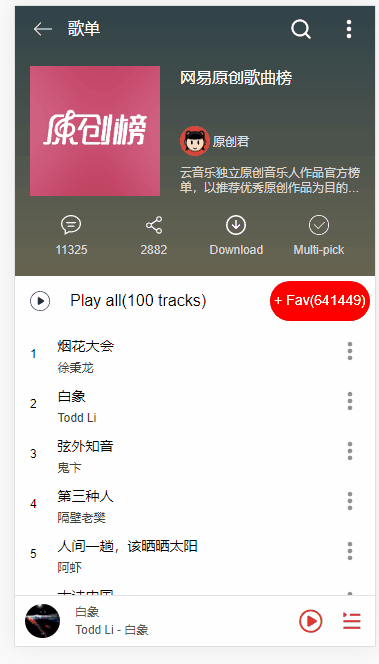 歌单
网易原创歌曲榜
原创榜
原创君
云音乐独立原创音乐人作品官方榜
单，以推荐优秀原创作品为目的...
11325
2882
Download
Multi-pick
Play all(100 tracks)
+ Fav(641449)
1
烟花大会
徐秉龙
2
白象
Todd Li
3
弦外知音
鬼卞
4
第三种人
隔壁老樊
5
人间一趟，该晒晒太阳
阿虾
白象
Todd Li - 白象